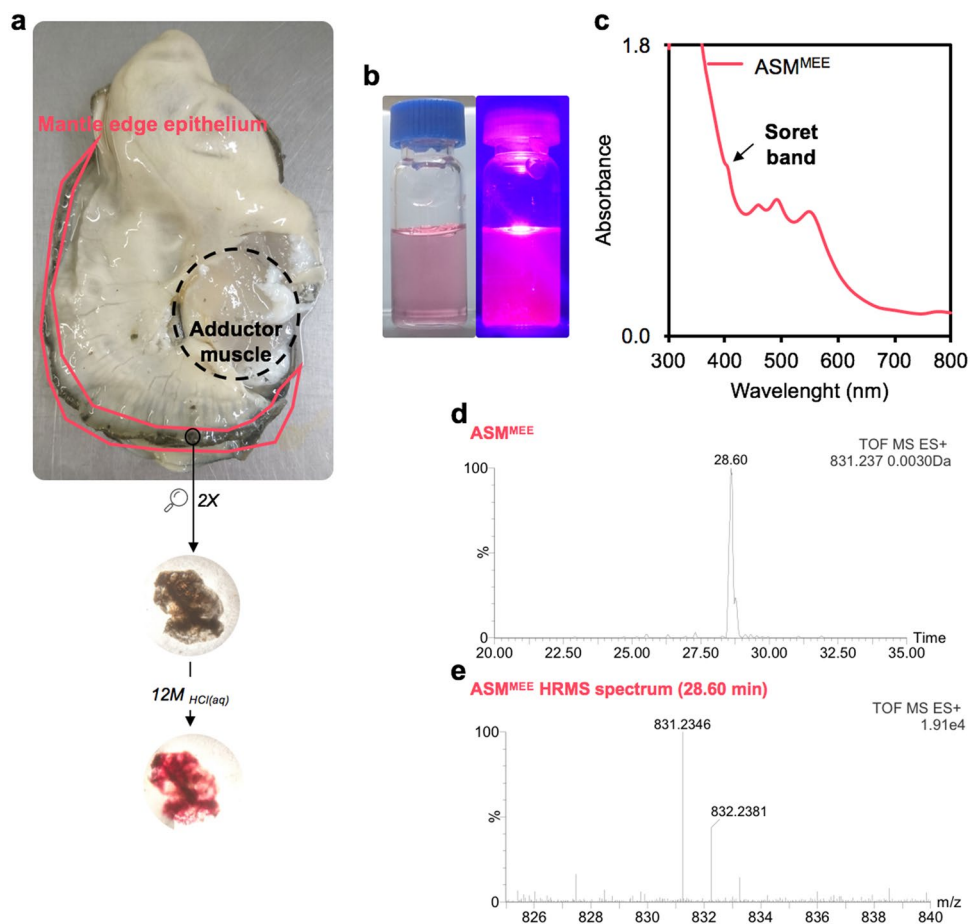 a
Mantle edge epithelium
Adductor
muscle
2X
12M HCl(aq)
b
c
1.8
ASMMEE
Soret
band
Absorbance
0.0
300 400 500 600 700 800
Wavelenght (nm)
d
ASMMEE
TOF MS ES+
831.237 0.0030Da
28.60
100
%
0
Time
20.00 22.50 25.00 27.50 30.00 32.50 35.00
e
ASMMEE HRMS spectrum (28.60 min)
TOF MS ES+
1.91e4
831.2346
100
832.2381
%
0
m/z
826 828 830 832 834 836 838 840